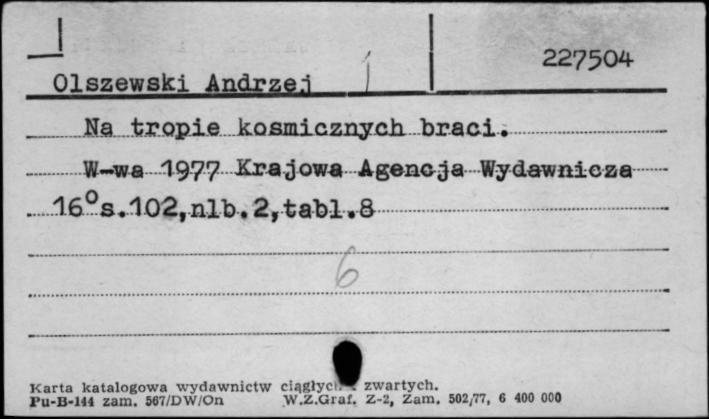 227504
Olszewski Andrzej
Na tropie kosmicznych braci.
W-wa 1977 Krajowa Agencja Wydawnicza
16° s.102,nlb.2,tabl.8
6
Karta katalogowa wydawnictw ciągłych i zwartych.
Pu-B-144 zam. 567/DW/On W.Z.Graf. Z-2, Zam. 502/77, 6 400 000